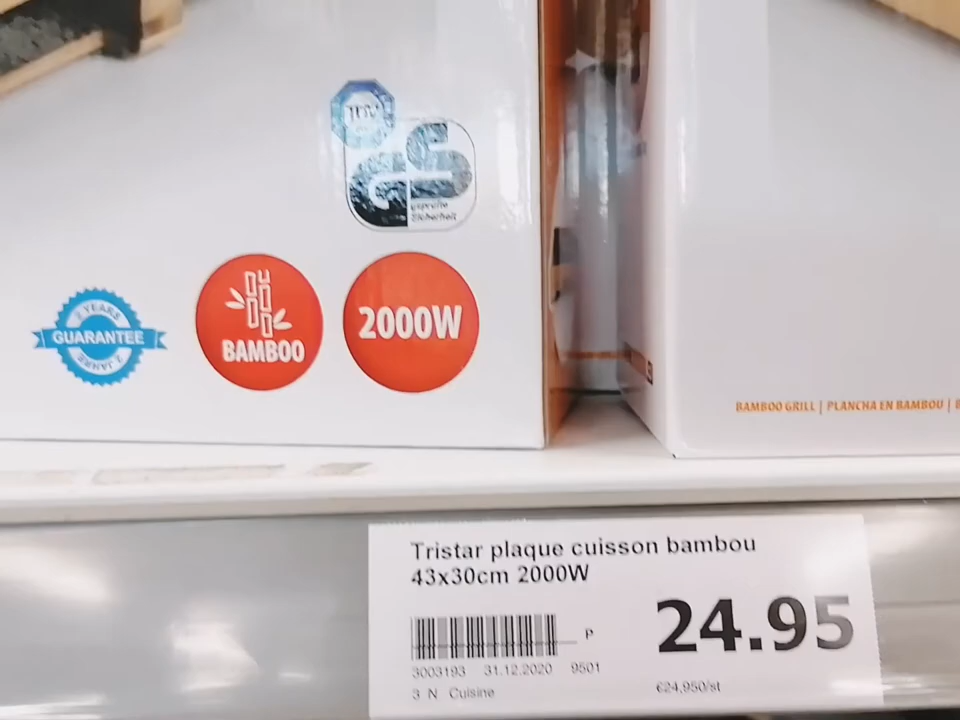 TÜV
GS
geprüfte
Sicherheit
2 YEARS
GUARANTEE
2 JAHRE
BAMBOO
2000W
BAMBOO GRILL | PLANCHA EN BAMBOU |
Tristar plaque cuisson bambou
43x30cm 2000W
24.95
P
3003193 31.12.2020 9501
3 N Cuisine
€24,950/st